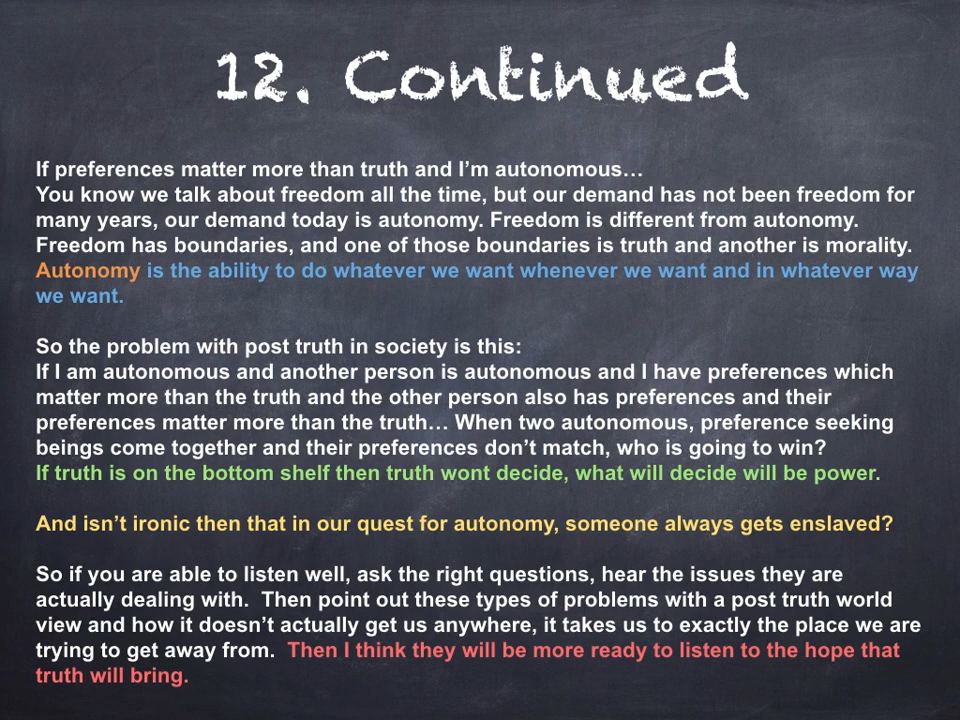 12. Continued
If preferences matter more than truth and I’m autonomous…
You know we talk about freedom all the time, but our demand has not been freedom for
many years, our demand today is autonomy. Freedom is different from autonomy.
Freedom has boundaries, and one of those boundaries is truth and another is morality.
Autonomy is the ability to do whatever we want whenever we want and in whatever way
we want.
So the problem with post truth in society is this:
If I am autonomous and another person is autonomous and I have preferences which
matter more than the truth and the other person also has preferences and their
preferences matter more than the truth… When two autonomous, preference seeking
beings come together and their preferences don’t match, who is going to win?
If truth is on the bottom shelf then truth wont decide, what will decide will be power.
And isn’t ironic then that in our quest for autonomy, someone always gets enslaved?
So if you are able to listen well, ask the right questions, hear the issues they are
actually dealing with.  Then point out these types of problems with a post truth world
view and how it doesn’t actually get us anywhere, it takes us to exactly the place we are
trying to get away from.  Then I think they will be more ready to listen to the hope that
truth will bring.